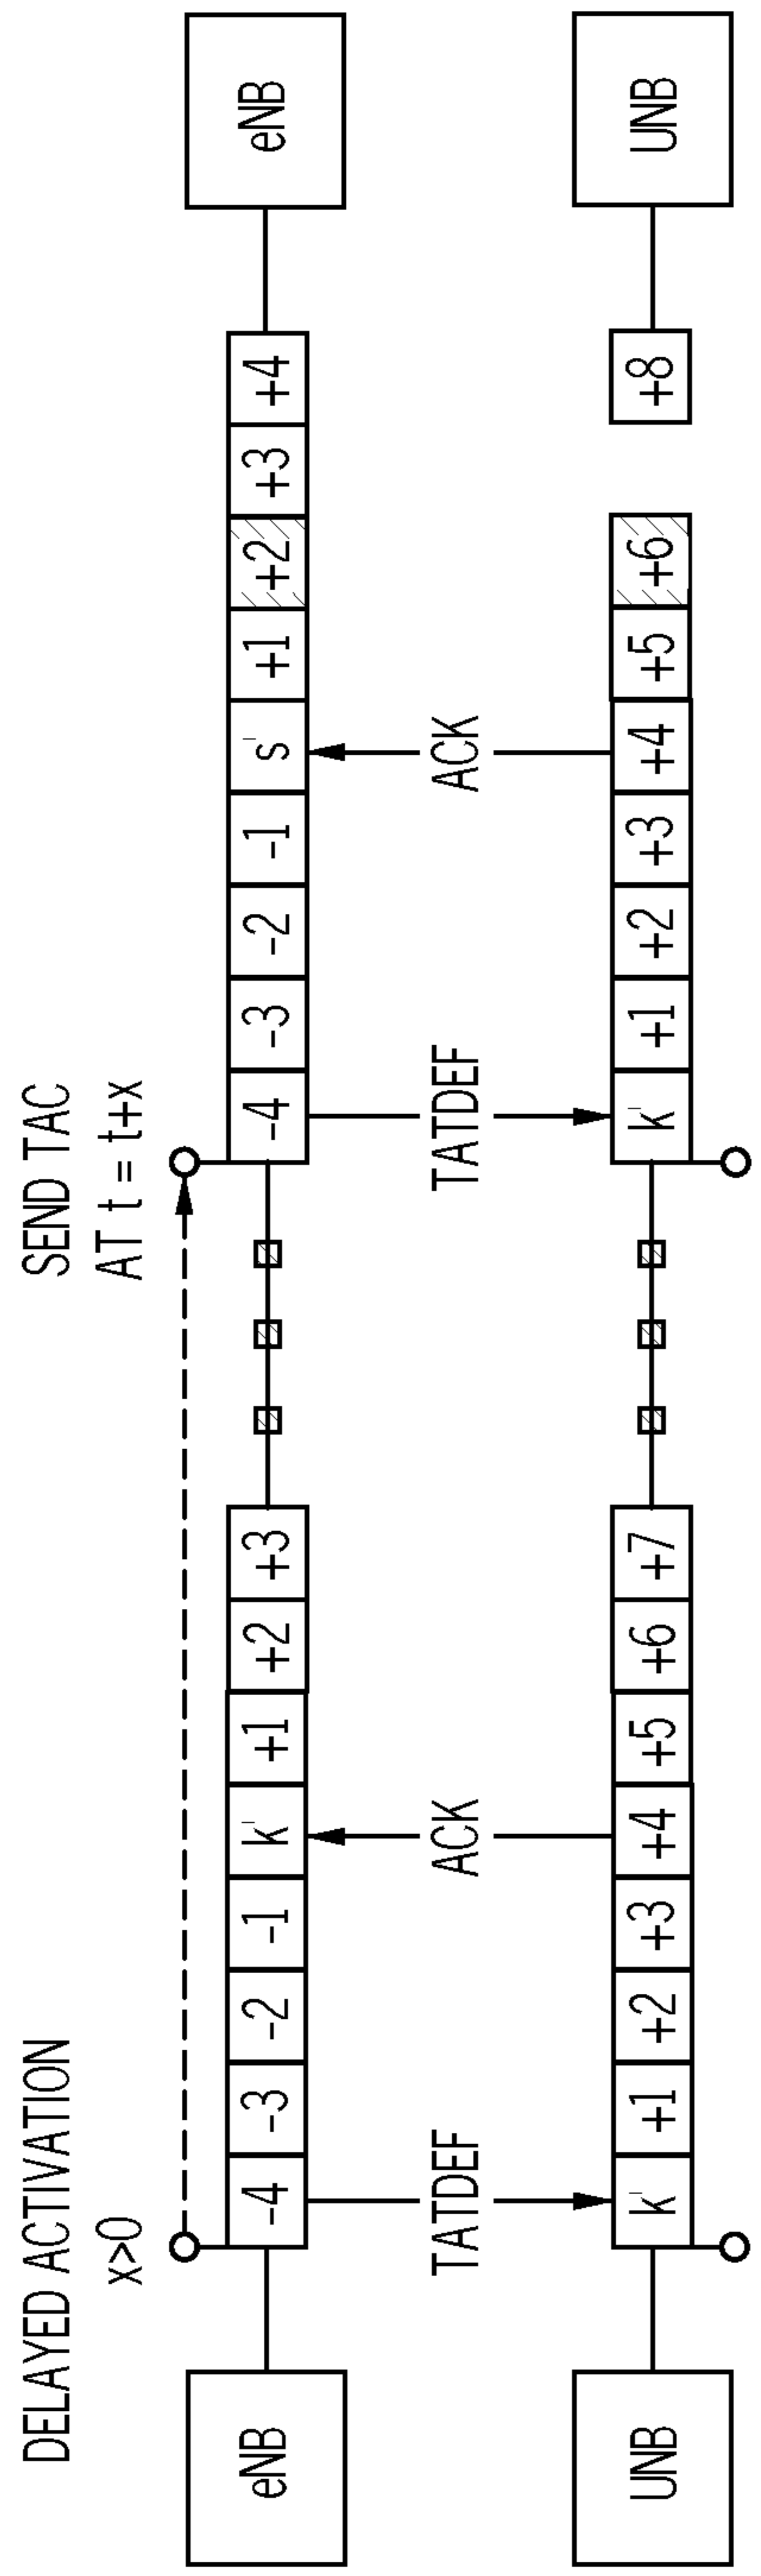 DELAYED ACTIVATION
x>0
SEND TAC
AT t = t+x
eNB
-4 -3 -2 -1 k' +1 +2 +3
-4 -3 -2 -1 s' +1 +2 +3 +4
eNB
TATDEF
ACK
TATDEF
ACK
UNB
k' +1 +2 +3 +4 +5 +6 +7
k' +1 +2 +3 +4 +5 +6 +8
UNB